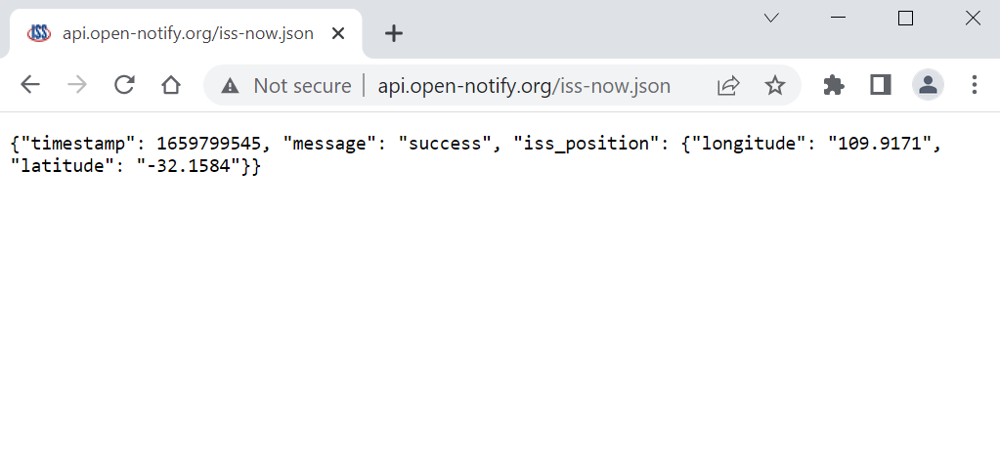 ISS api.open-notify.org/iss-now.json
Not secure api.open-notify.org/iss-now.json
{"timestamp": 1659799545, "message": "success", "iss_position": {"longitude": "109.9171",
"latitude": "-32.1584"}}